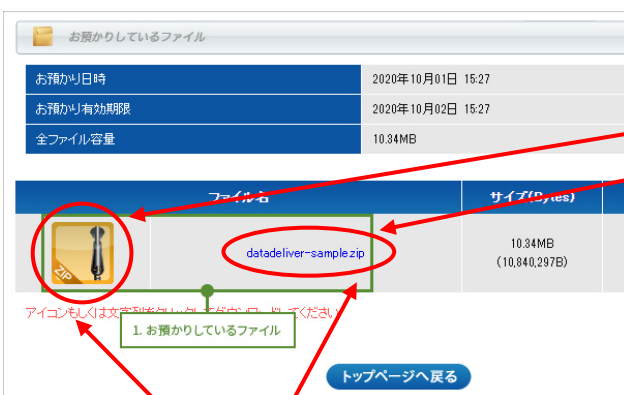 お預かりしているファイル
お預かり日時 2020年10月01日 15:27
お預かり有効期限 2020年10月02日 15:27
全ファイル容量 10.34MB
ファイル名 サイズ(Bytes)
ZIP
datadeliver-sample.zip
10.34MB
(10,840,297B)
アイコンもしくは文字列をクリックしてダウンロードしてください
1. お預かりしているファイル
トップページへ戻る